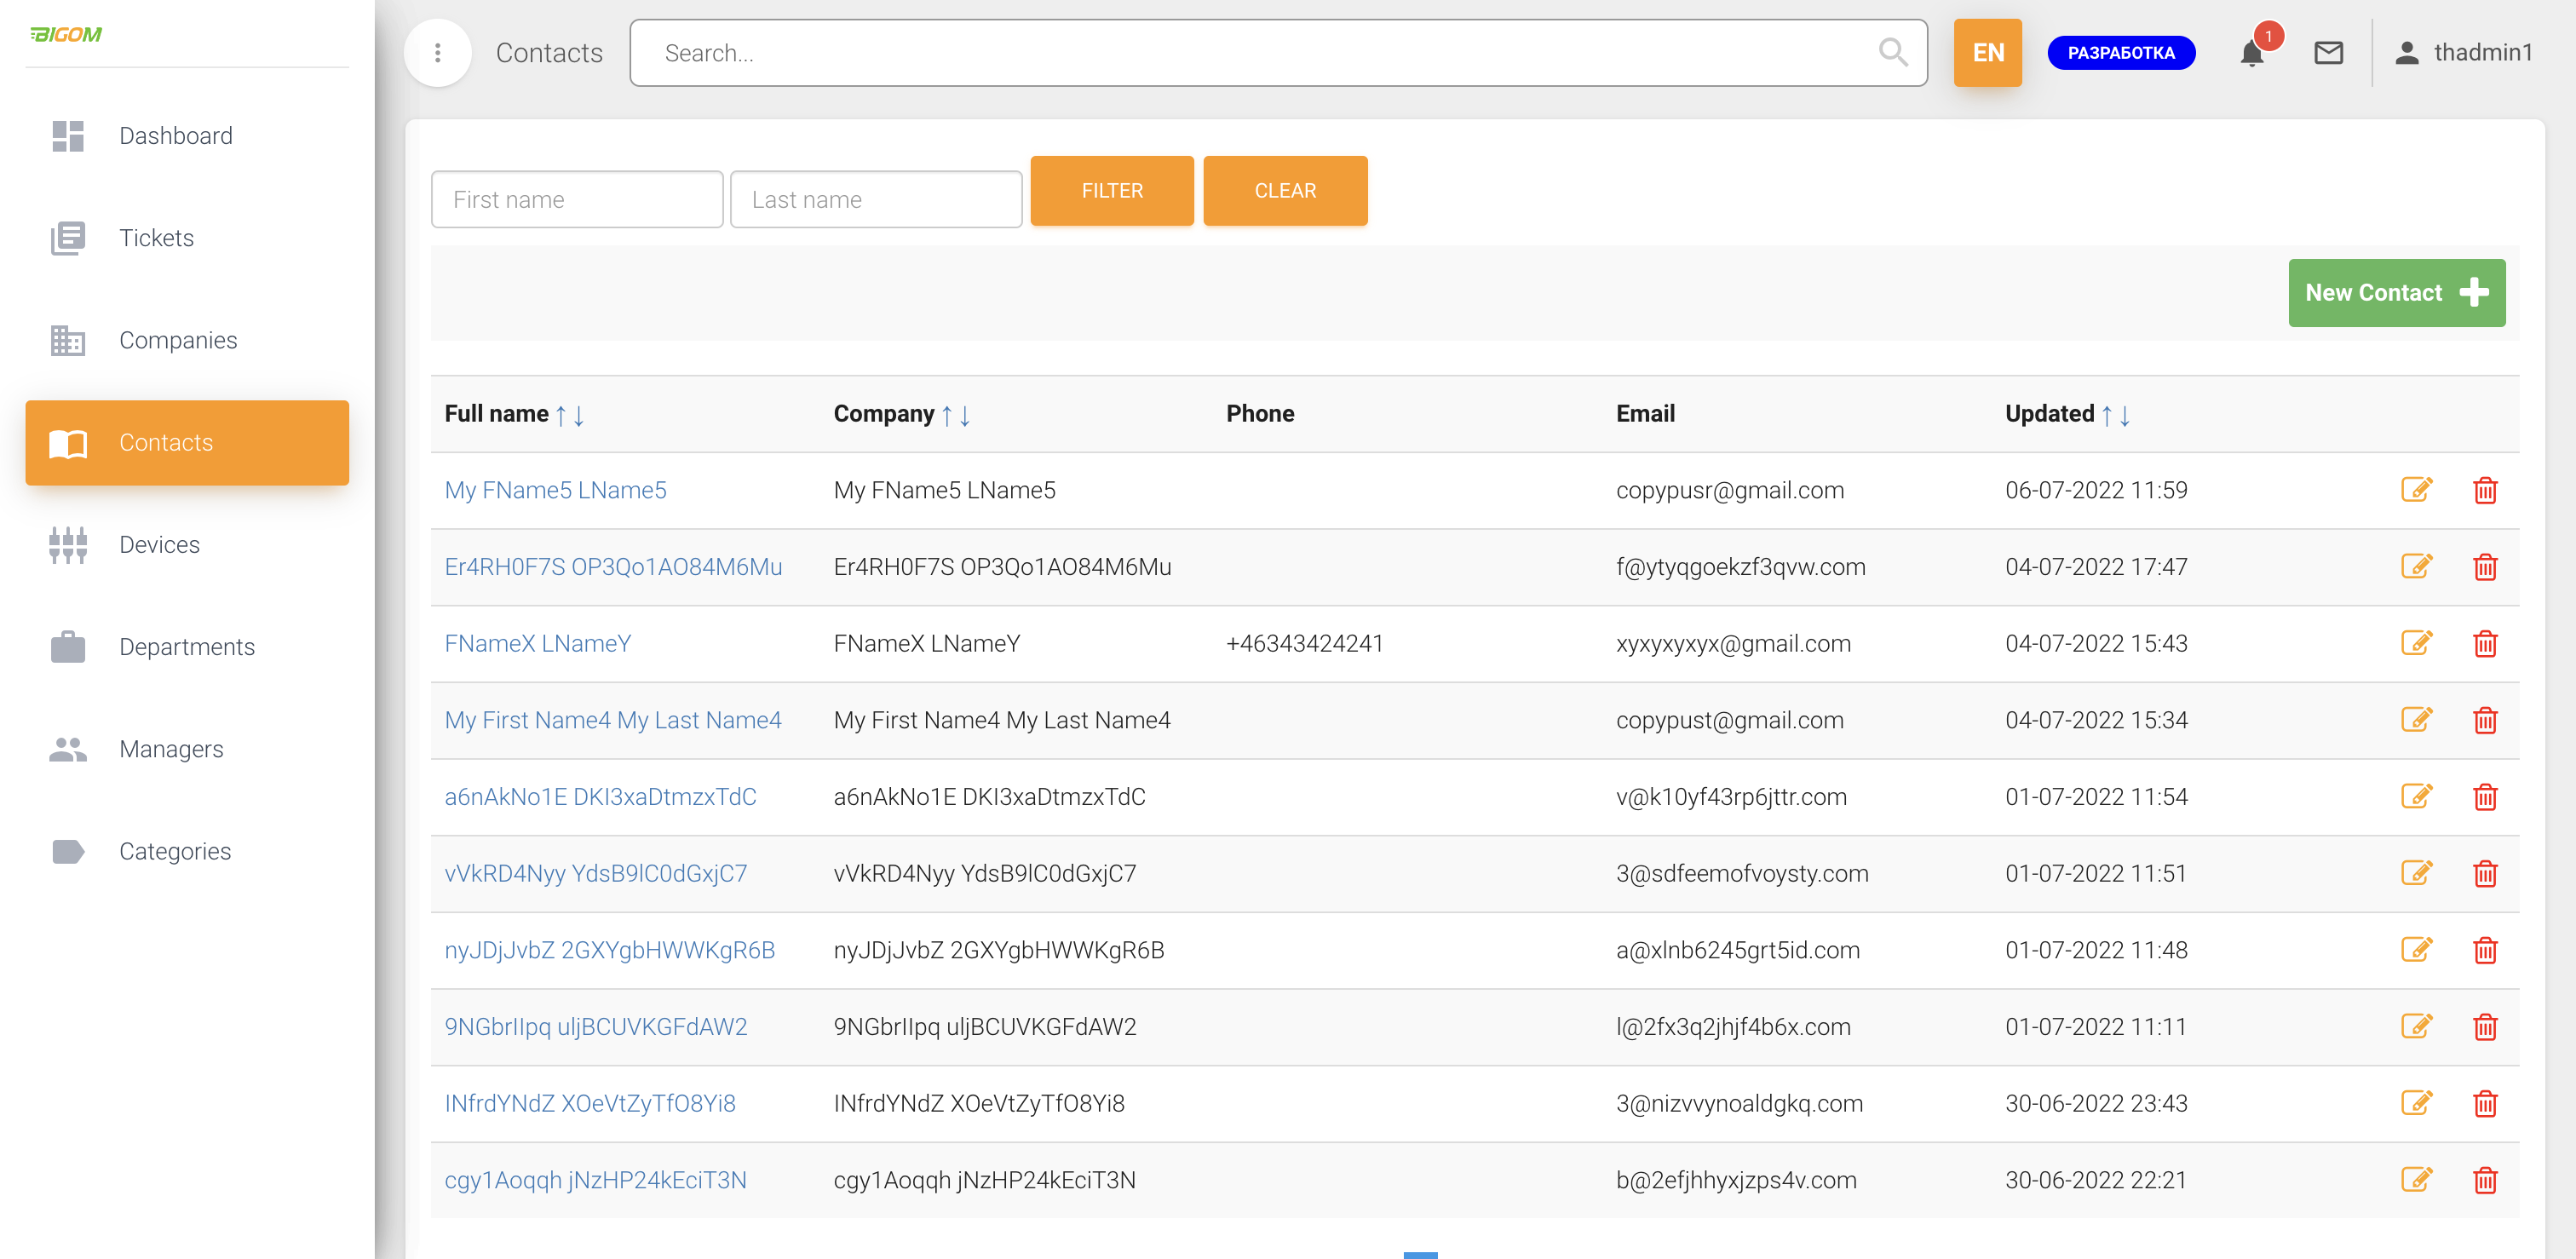 BIGOM
Contacts
Search...
EN
РАЗРАБОТКА
1
thadmin1
Dashboard
Tickets
Companies
Contacts
Devices
Departments
Managers
Categories
First name Last name FILTER CLEAR
New Contact
Full name Company Phone Email Updated
My FName5 LName5 My FName5 LName5 copypusr@gmail.com 06-07-2022 11:59
Er4RH0F7S OP3Qo1AO84M6Mu Er4RH0F7S OP3Qo1AO84M6Mu f@ytyqgoekzf3qvw.com 04-07-2022 17:47
FNameX LNameY FNameX LNameY +46343424241 xyxyxyxyx@gmail.com 04-07-2022 15:43
My First Name4 My Last Name4 My First Name4 My Last Name4 copypust@gmail.com 04-07-2022 15:34
a6nAkNo1E DKI3xaDtmzxTdC a6nAkNo1E DKI3xaDtmzxTdC v@k10yf43rp6jttr.com 01-07-2022 11:54
vVkRD4Nyy YdsB9lC0dGxjC7 vVkRD4Nyy YdsB9lC0dGxjC7 3@sdfeemofvoysty.com 01-07-2022 11:51
nyJDjJvbZ 2GXYgbHWWKgR6B nyJDjJvbZ 2GXYgbHWWKgR6B a@xlnb6245grt5id.com 01-07-2022 11:48
9NGbrIIpq uljBCUVKGFdAW2 9NGbrIIpq uljBCUVKGFdAW2 l@2fx3q2jhjf4b6x.com 01-07-2022 11:11
INfrdYNdZ XOeVtZyTfO8Yi8 INfrdYNdZ XOeVtZyTfO8Yi8 3@nizvvynoaldgkq.com 30-06-2022 23:43
cgy1Aoqqh jNzHP24kEciT3N cgy1Aoqqh jNzHP24kEciT3N b@2efjhhyxjzps4v.com 30-06-2022 22:21